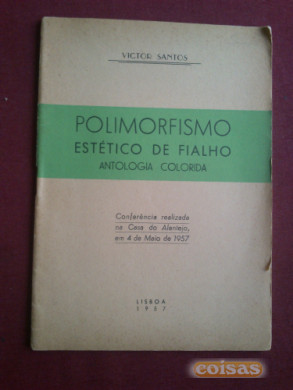 VICTOR SANTOS
POLIMORFISMO
ESTÉTICO DE FIALHO
ANTOLOGIA COLORIDA
Conferência realizada
na Casa do Alentejo,
em 4 de Maio de 1957
LISBOA
1957
coisas